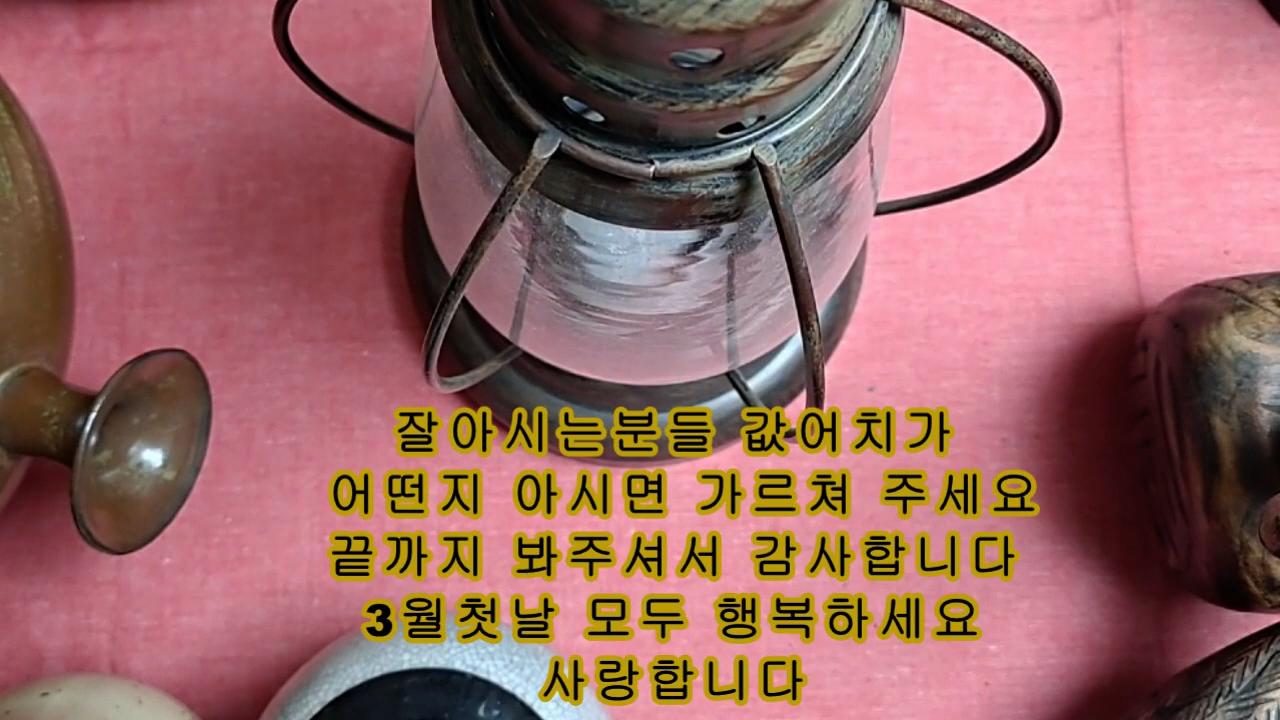 잘아시는분들 값어치가
어떤지 아시면 가르쳐 주세요
끝까지 봐주셔서 감사합니다
3월첫날 모두 행복하세요
사랑합니다